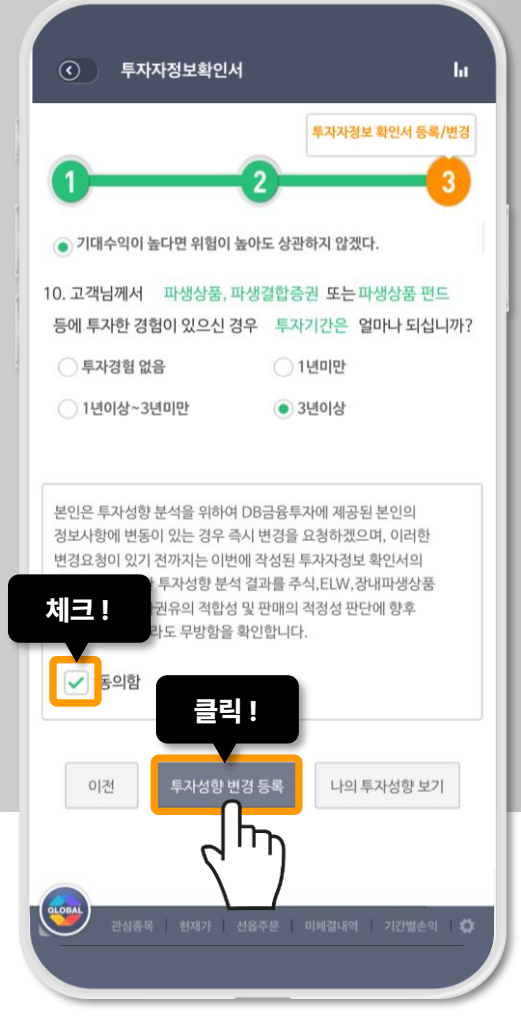 투자자정보확인서
투자자정보 확인서 등록/변경
1 2 3
기대수익이 높다면 위험이 높아도 상관하지 않겠다.
10. 고객님께서 파생상품, 파생결합증권 또는 파생상품 펀드
등에 투자한 경험이 있으신 경우 투자기간은 얼마나 되십니까?
투자경험 없음 1년미만
1년이상~3년미만 3년이상
본인은 투자성향 분석을 위하여 DB금융투자에 제공된 본인의
정보사항에 변동이 있는 경우 즉시 변경을 요청하겠으며, 이러한
변경요청이 있기 전까지는 이번에 작성된 투자자정보 확인서의
투자성향 분석 결과를 주식,ELW,장내파생상품
체크 !
권유의 적합성 및 판매의 적정성 판단에 향후
라도 무방함을 확인합니다.
동의함
클릭 !
이전 투자성향 변경 등록 나의 투자성향 보기
GLOBAL
관심종목 | 현재가 | 선옵주문 | 미체결내역 | 기간별손익